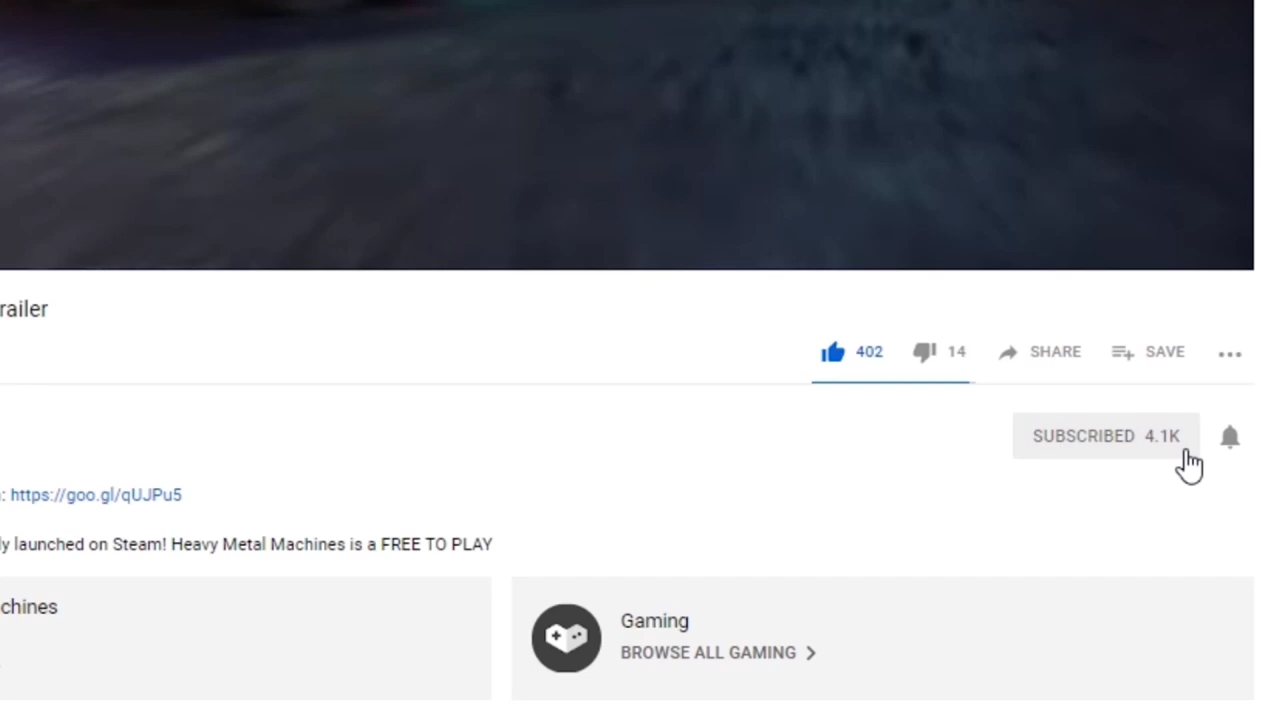 railer
402 14 SHARE SAVE
SUBSCRIBED 4.1K
: https://goo.gl/qUJPu5
ly launched on Steam! Heavy Metal Machines is a FREE TO PLAY
chines
Gaming
BROWSE ALL GAMING